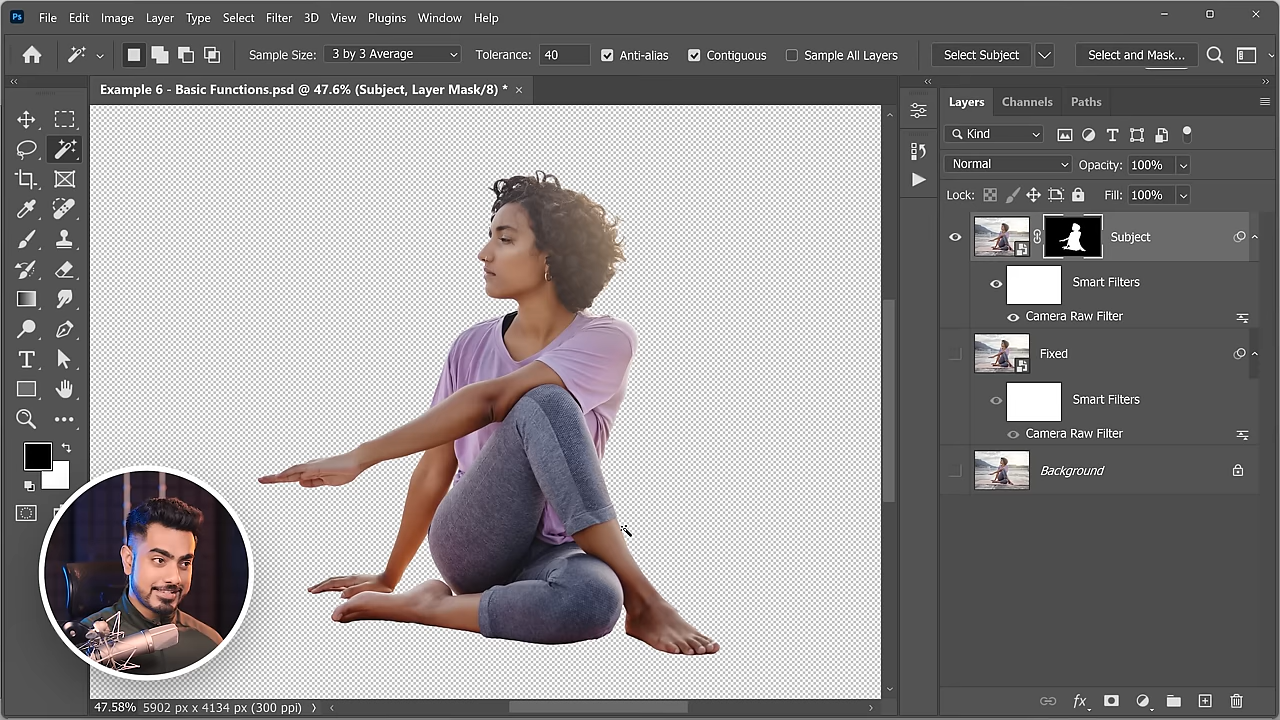 Ps File Edit Image Layer Type Select Filter 3D View Plugins Window Help
Sample Size: 3 by 3 Average Tolerance: 40 Anti-alias Contiguous Sample All Layers Select Subject Select and Mask...
Example 6 - Basic Functions.psd @ 47.6% (Subject, Layer Mask/8) *
Layers Channels Paths
Kind
Normal Opacity: 100%
Lock: Fill: 100%
Subject
Smart Filters
Camera Raw Filter
Fixed
Smart Filters
Camera Raw Filter
Background
47.58% 5902 px x 4134 px (300 ppi)